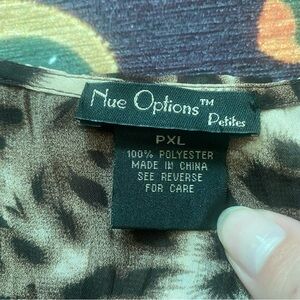 Nue Options™
Petites
PXL
100% POLYESTER
MADE IN CHINA
SEE REVERSE
FOR CARE